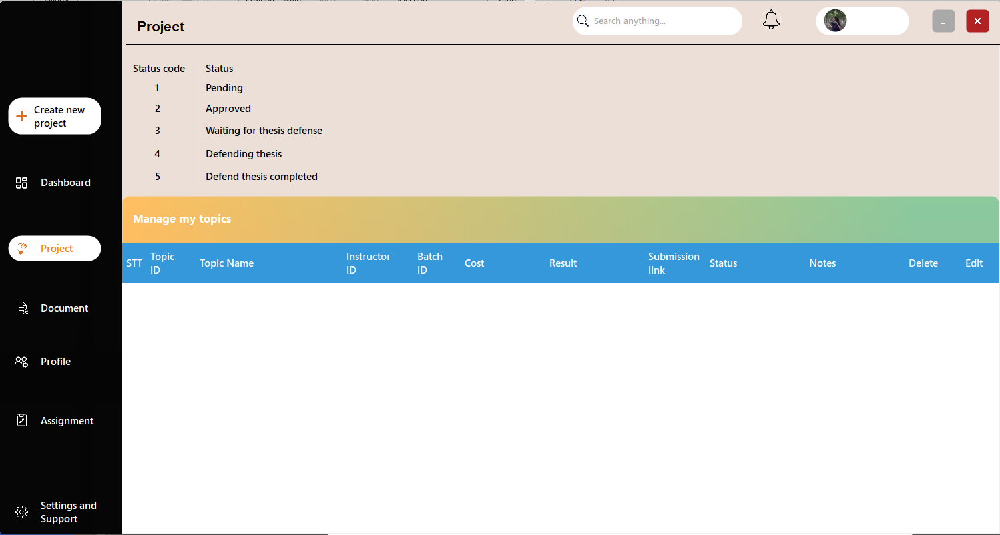 Project
Search anything...
Create new
project
Dashboard
Project
Document
Profile
Assignment
Settings and
Support
Status code Status
1 Pending
2 Approved
3 Waiting for thesis defense
4 Defending thesis
5 Defend thesis completed
Manage my topics
STT Topic ID Topic Name Instructor ID Batch ID Cost Result Submission link Status Notes Delete Edit